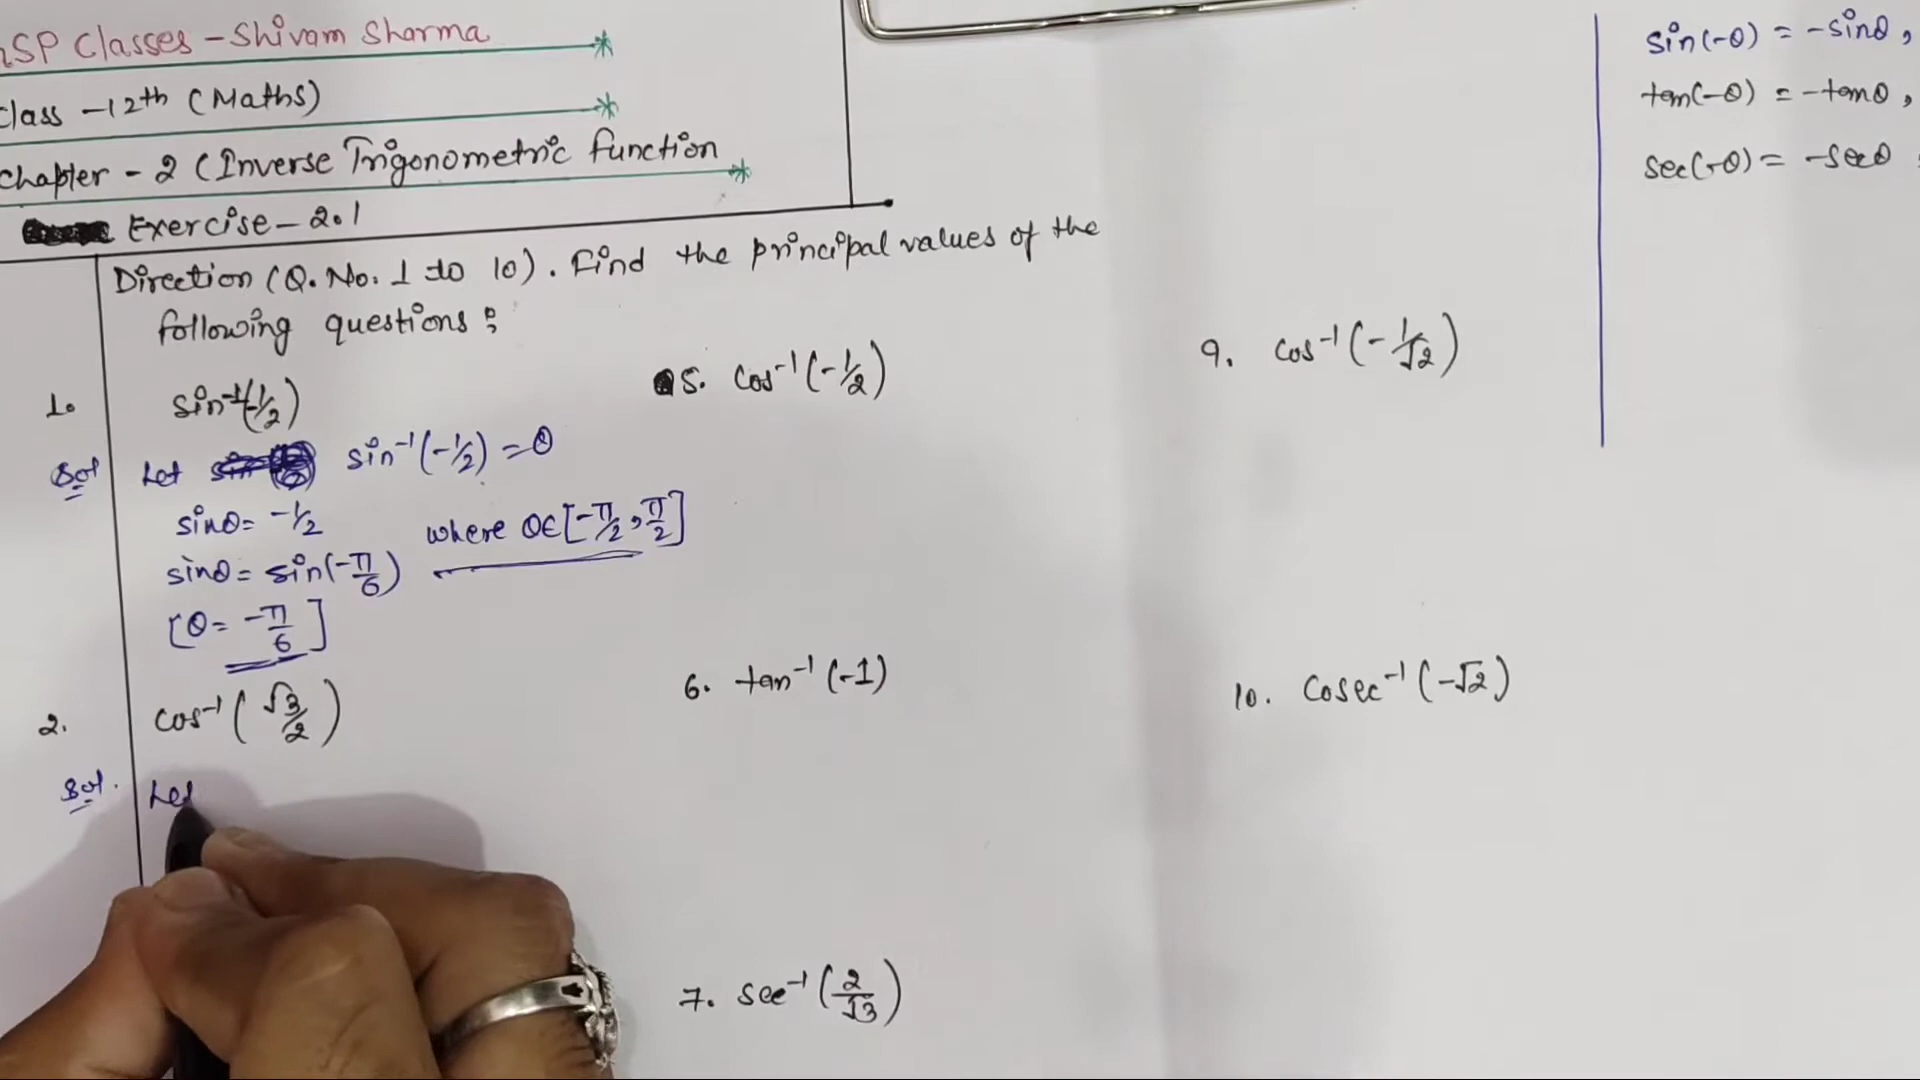 SP Classes - Shivam Sharma
Class - 12th (Maths)
Chapter - 2 (Inverse Trigonometric function
Exercise - 2.1
Direction (Q. No. 1 to 10). Find the principal values of the
following questions :
1. sin⁻¹(-1/2)
Sol Let sin⁻¹(-1/2) = θ
sinθ = -1/2
where θ∈[-π/2, π/2]
sinθ = sin(-π/6)
[θ = -π/6]
2. cos⁻¹(√3/2)
Sol. Let
5. cos⁻¹(-1/2)
6. tan⁻¹(-1)
7. sec⁻¹(2/√3)
9. cos⁻¹(-1/√2)
10. cosec⁻¹(-√2)
sin(-θ) = -sinθ,
tan(-θ) = -tanθ,
sec(-θ) = -secθ